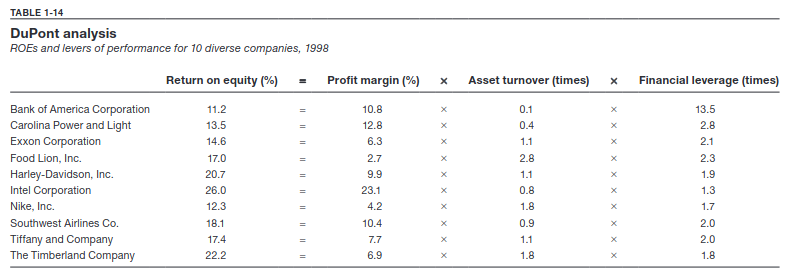 TABLE 1-14
DuPont analysis
ROEs and levers of performance for 10 diverse companies, 1998
Return on equity (%) = Profit margin (%) × Asset turnover (times) × Financial leverage (times)
Bank of America Corporation 11.2 = 10.8 × 0.1 × 13.5
Carolina Power and Light 13.5 = 12.8 × 0.4 × 2.8
Exxon Corporation 14.6 = 6.3 × 1.1 × 2.1
Food Lion, Inc. 17.0 = 2.7 × 2.8 × 2.3
Harley-Davidson, Inc. 20.7 = 9.9 × 1.1 × 1.9
Intel Corporation 26.0 = 23.1 × 0.8 × 1.3
Nike, Inc. 12.3 = 4.2 × 1.8 × 1.7
Southwest Airlines Co. 18.1 = 10.4 × 0.9 × 2.0
Tiffany and Company 17.4 = 7.7 × 1.1 × 2.0
The Timberland Company 22.2 = 6.9 × 1.8 × 1.8